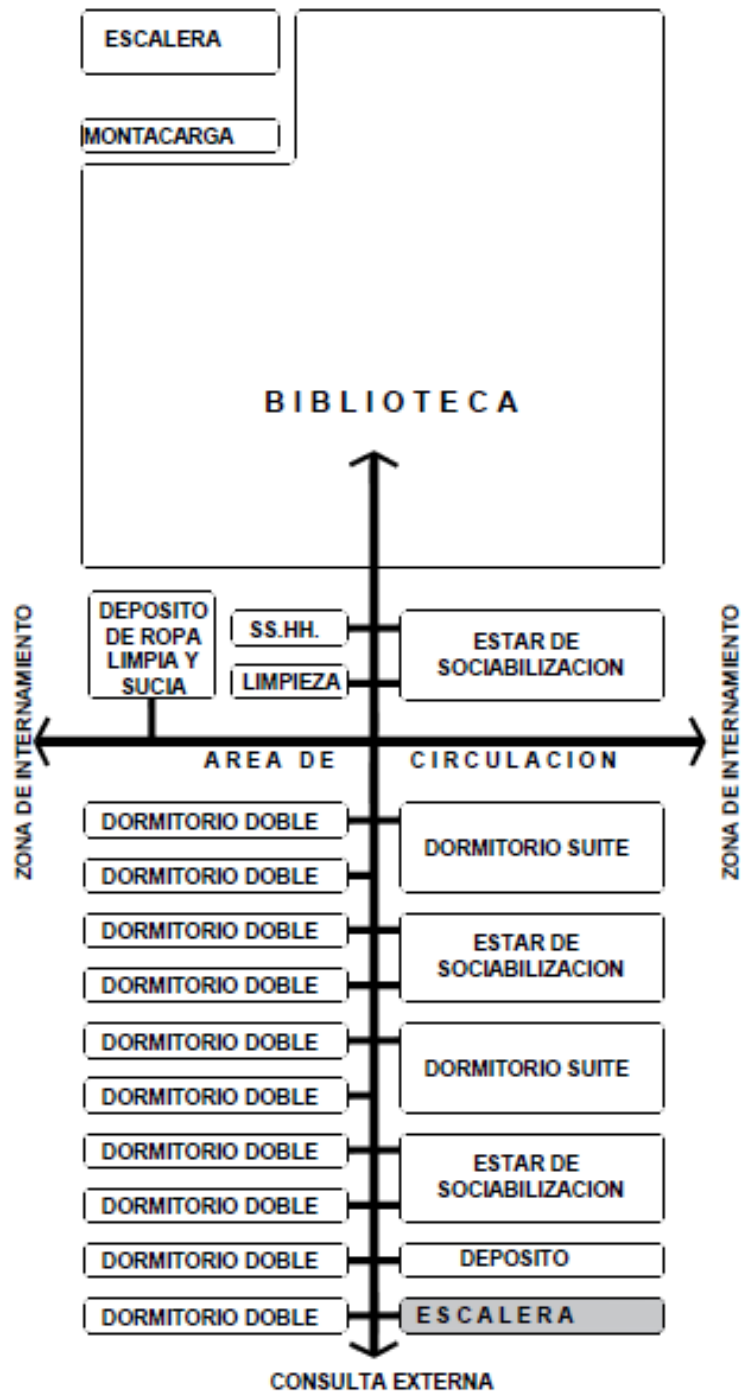 ESCALERA
MONTACARGA
BIBLIOTECA
DEPOSITO
DE ROPA
LIMPIA Y
SUCIA
SS.HH.
LIMPIEZA
ESTAR DE
SOCIABILIZACION
ZONA DE INTERNAMIENTO
ZONA DE INTERNAMIENTO
AREA DE CIRCULACION
DORMITORIO DOBLE
DORMITORIO SUITE
DORMITORIO DOBLE
DORMITORIO DOBLE
ESTAR DE
SOCIABILIZACION
DORMITORIO DOBLE
DORMITORIO DOBLE
DORMITORIO SUITE
DORMITORIO DOBLE
DORMITORIO DOBLE
ESTAR DE
SOCIABILIZACION
DORMITORIO DOBLE
DORMITORIO DOBLE
DEPOSITO
DORMITORIO DOBLE
ESCALERA
CONSULTA EXTERNA